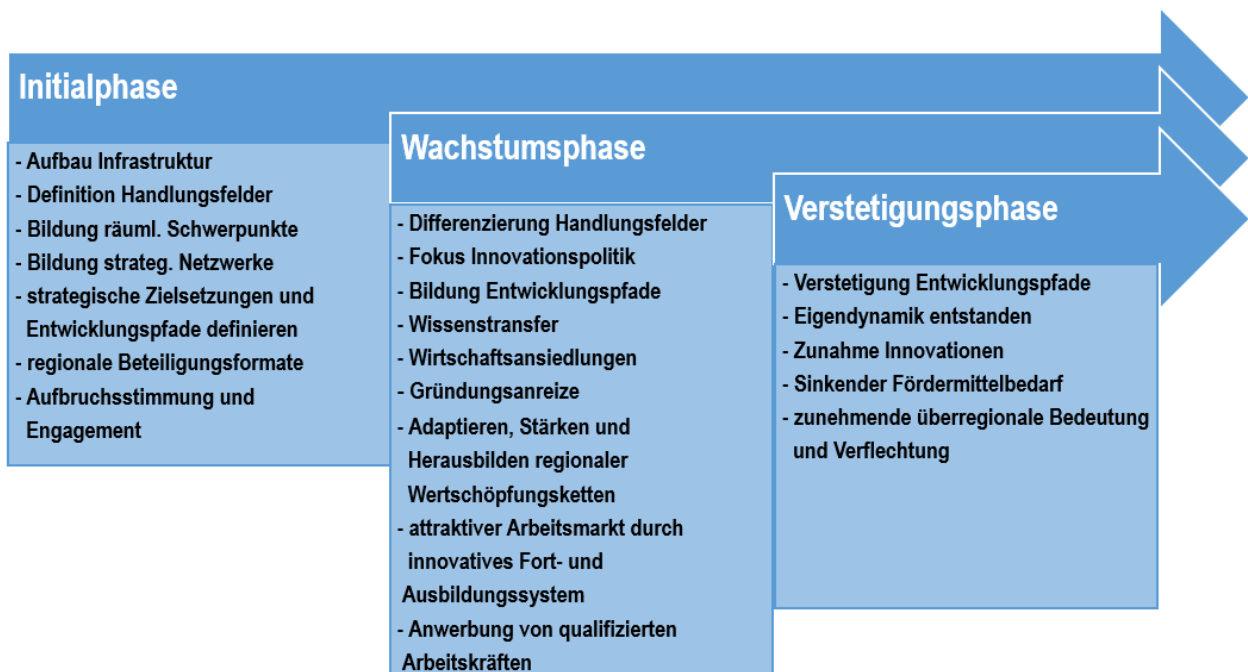 Initialphase
- Aufbau Infrastruktur
- Definition Handlungsfelder
- Bildung räuml. Schwerpunkte
- Bildung strateg. Netzwerke
- strategische Zielsetzungen und
Entwicklungspfade definieren
- regionale Beteiligungsformate
- Aufbruchsstimmung und
Engagement
Wachstumsphase
- Differenzierung Handlungsfelder
- Fokus Innovationspolitik
- Bildung Entwicklungspfade
- Wissenstransfer
- Wirtschaftsansiedlungen
- Gründungsanreize
- Adaptieren, Stärken und
Herausbilden regionaler
Wertschöpfungsketten
- attraktiver Arbeitsmarkt durch
innovatives Fort- und
Ausbildungssystem
- Anwerbung von qualifizierten
Arbeitskräften
Verstetigungsphase
- Verstetigung Entwicklungspfade
- Eigendynamik entstanden
- Zunahme Innovationen
- Sinkender Fördermittelbedarf
- zunehmende überregionale Bedeutung
und Verflechtung